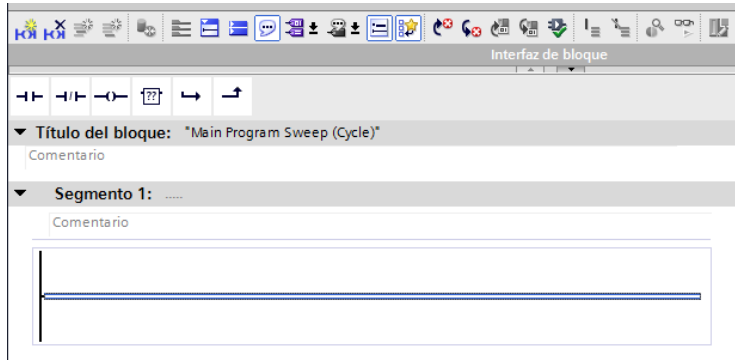 Interfaz de bloque
??
Título del bloque: "Main Program Sweep (Cycle)"
Comentario
Segmento 1: .....
Comentario